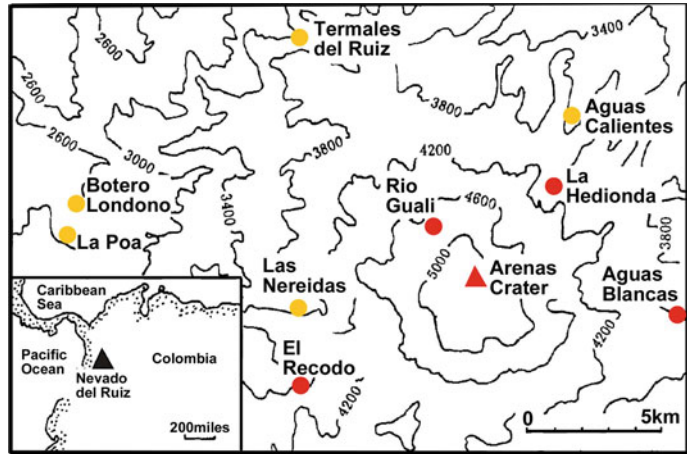 2600
2600
2600
3000
3400
3800
3800
4200
4600
5000
3400
3800
4200
4200
Termales
del Ruiz
Aguas
Calientes
La
Hedionda
Rio
Guali
Botero
Londono
La Poa
Las
Nereidas
Arenas
Crater
Aguas
Blancas
El
Recodo
Caribbean
Sea
Pacific
Ocean
Colombia
Nevado
del Ruiz
200miles
0 5km